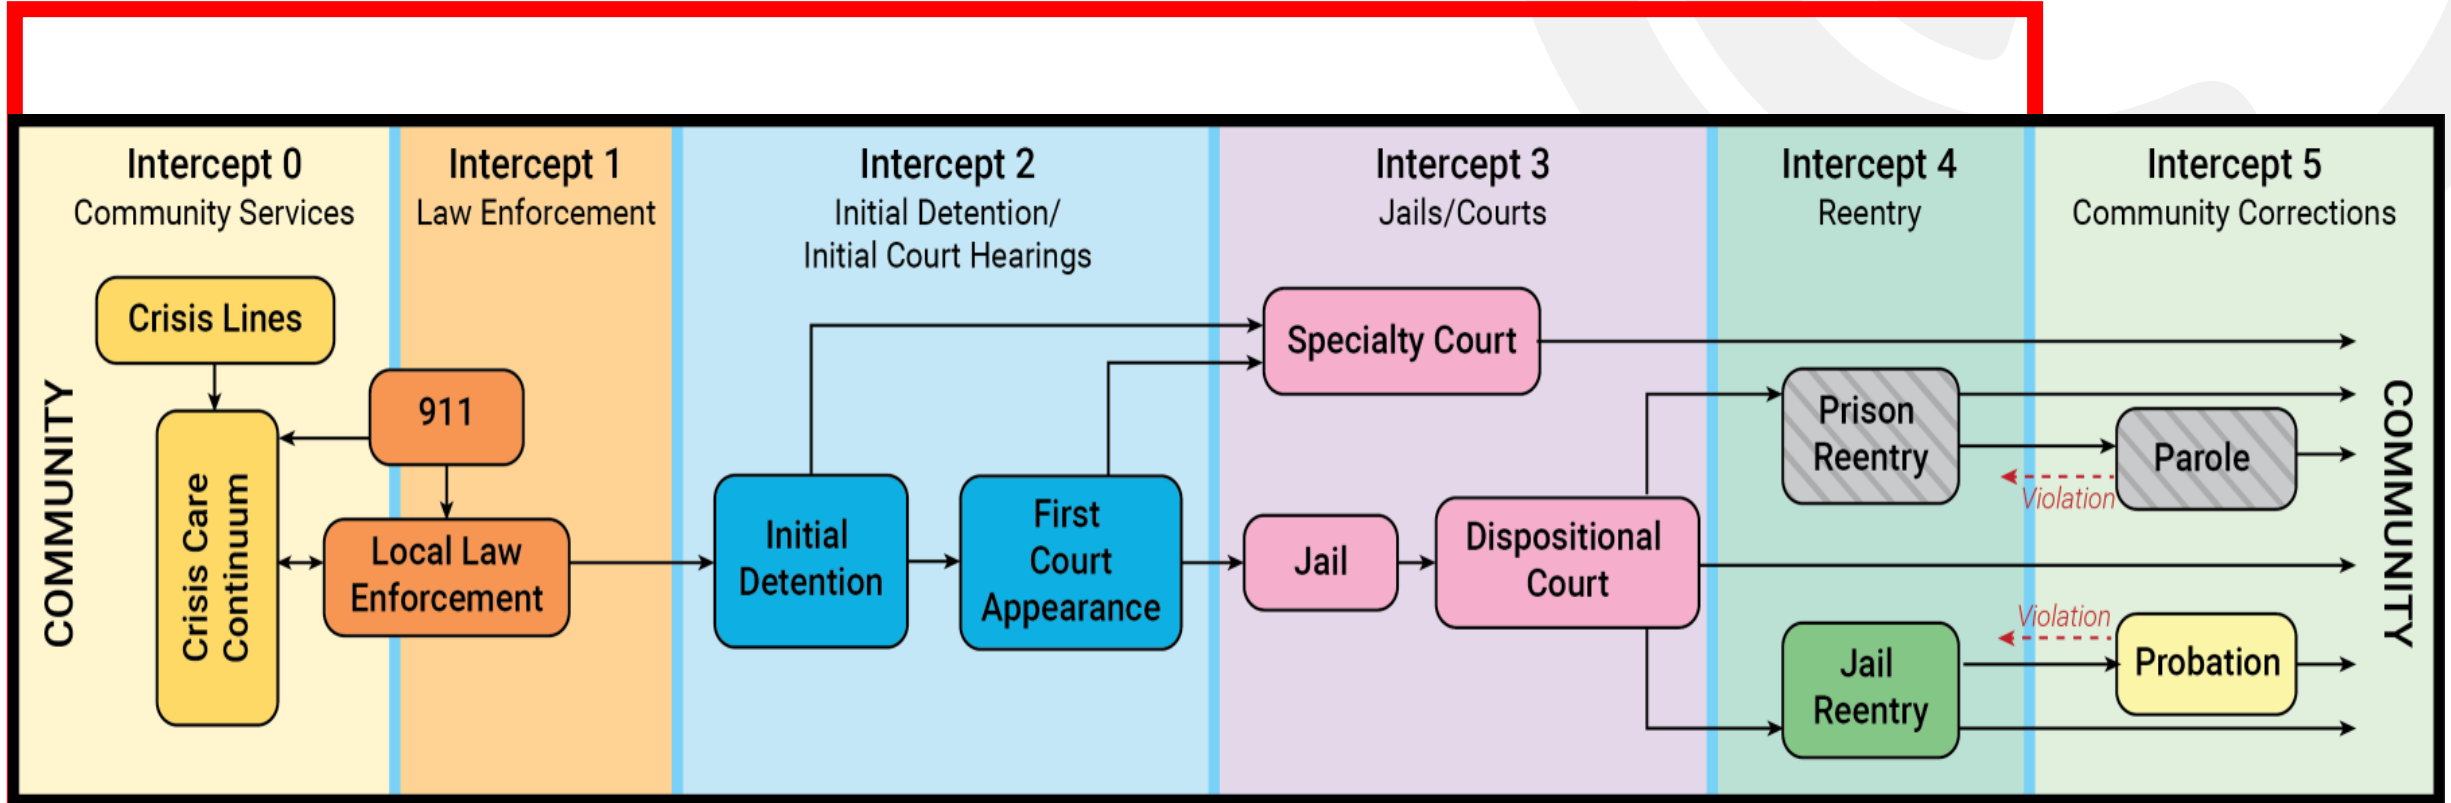 Intercept 0
Community Services
Intercept 1
Law Enforcement
Intercept 2
Initial Detention/
Initial Court Hearings
Intercept 3
Jails/Courts
Intercept 4
Reentry
Intercept 5
Community Corrections
COMMUNITY
Crisis Lines
Crisis Care
Continuum
911
Local Law
Enforcement
Initial
Detention
First
Court
Appearance
Specialty Court
Jail
Dispositional
Court
Prison
Reentry
Parole
Violation
Jail
Reentry
Violation
Probation
COMMUNITY